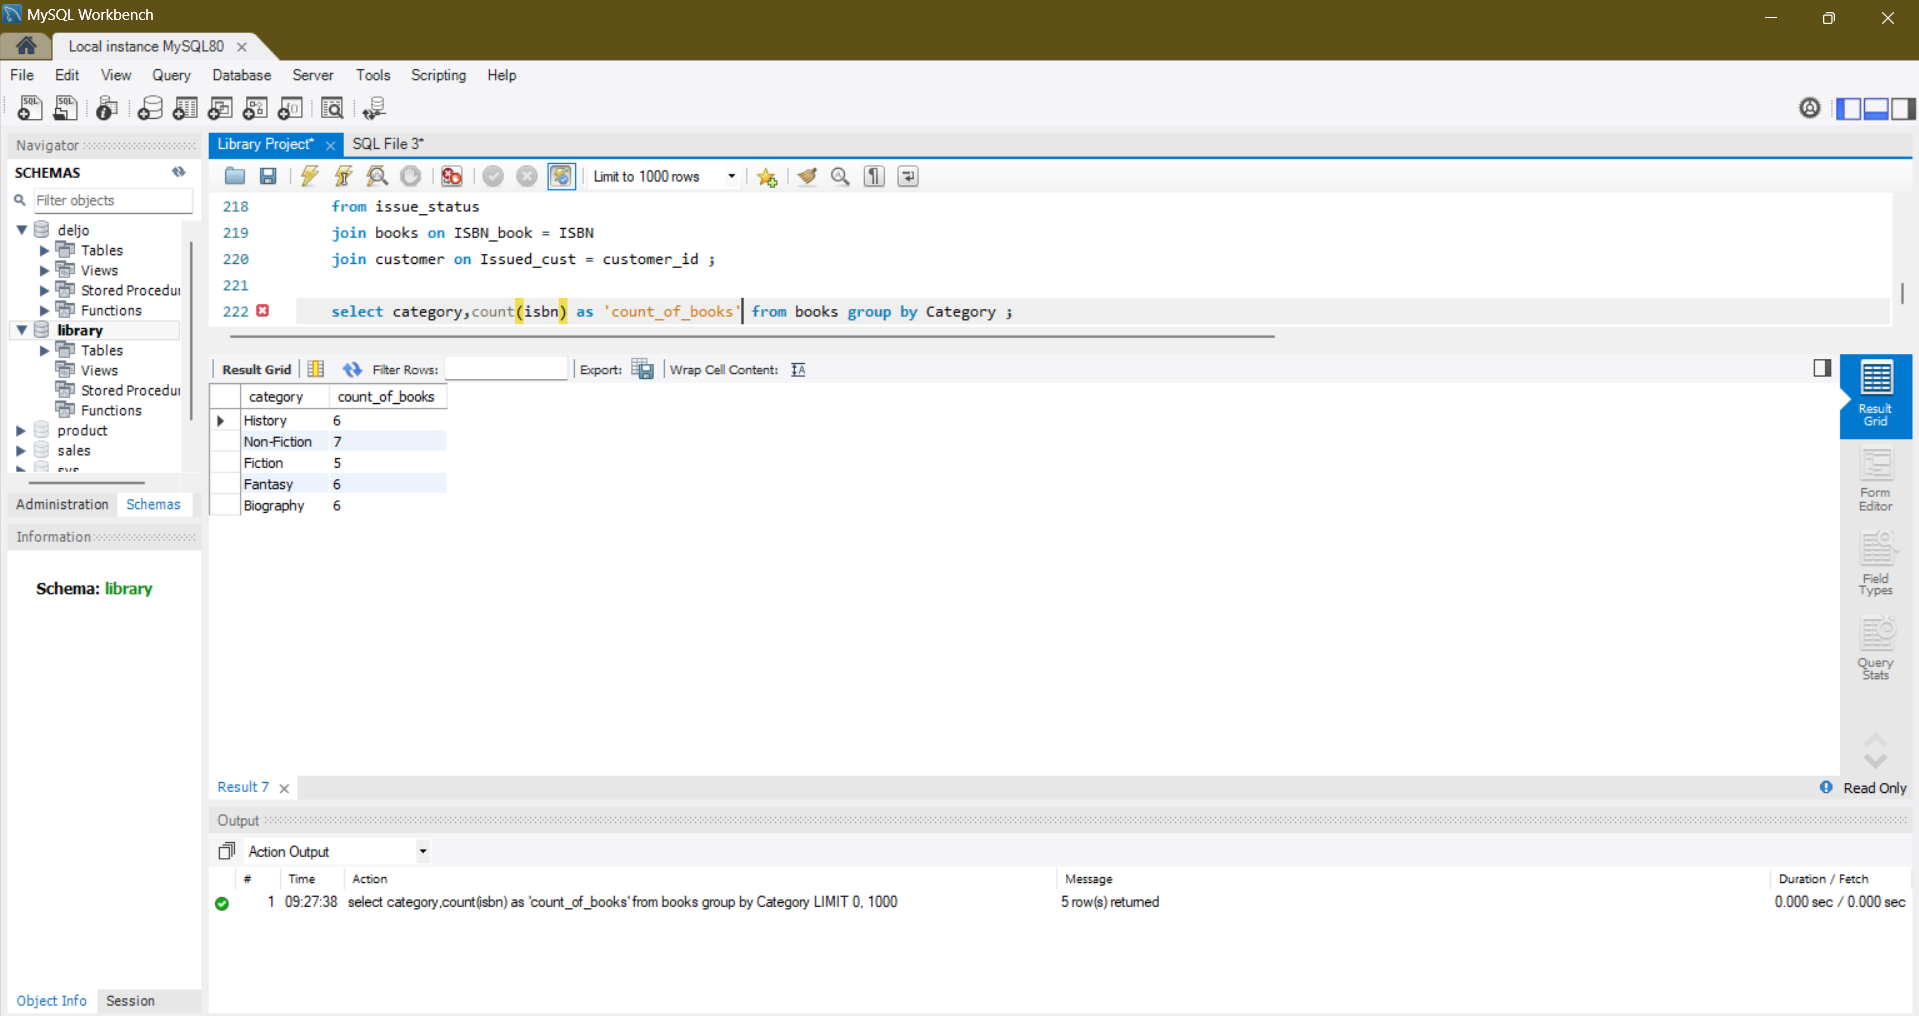 MySQL Workbench
Local instance MySQL80
File Edit View Query Database Server Tools Scripting Help
Navigator
SCHEMAS
Filter objects
deljo
Tables
Views
Stored Procedu
Functions
library
Tables
Views
Stored Procedu
Functions
product
sales
sys
Administration Schemas
Information
Schema: library
Object Info Session
Library Project* SQL File 3*
Limit to 1000 rows
218 from issue_status
219 join books on ISBN_book = ISBN
220 join customer on Issued_cust = customer_id ;
221
222 select category,count(isbn) as 'count_of_books' from books group by Category ;
Result Grid Filter Rows: Export: Wrap Cell Content:
category count_of_books
History 6
Non-Fiction 7
Fiction 5
Fantasy 6
Biography 6
Result Grid
Form Editor
Field Types
Query Stats
Result 7 Read Only
Output
Action Output
# Time Action Message Duration / Fetch
1 09:27:38 select category,count(isbn) as 'count_of_books' from books group by Category LIMIT 0, 1000 5 row(s) returned 0.000 sec / 0.000 sec